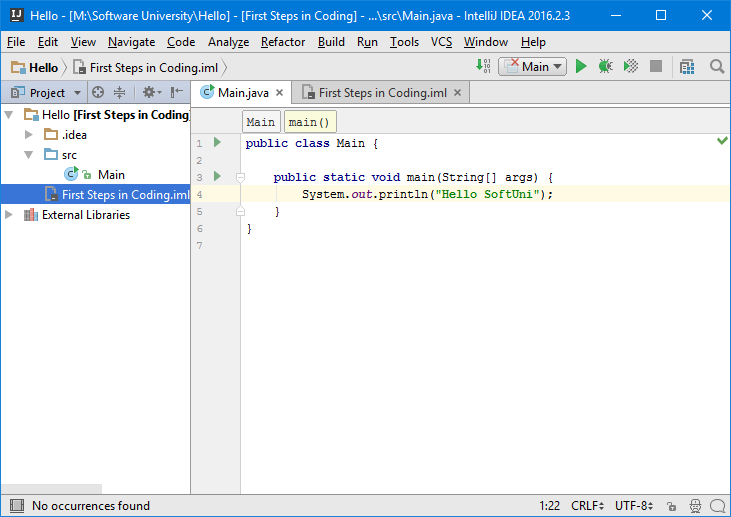 Hello - [M:\Software University\Hello] - [First Steps in Coding] - ...\src\Main.java - IntelliJ IDEA 2016.2.3
File Edit View Navigate Code Analyze Refactor Build Run Tools VCS Window Help
Hello First Steps in Coding.iml Main
Project Main.java First Steps in Coding.iml
Hello [First Steps in Coding]
.idea
src
Main
First Steps in Coding.iml
External Libraries
Main main()
1 public class Main {
2
3 public static void main(String[] args) {
4 System.out.println("Hello SoftUni");
5 }
6 }
7
No occurrences found 1:22 CRLF UTF-8